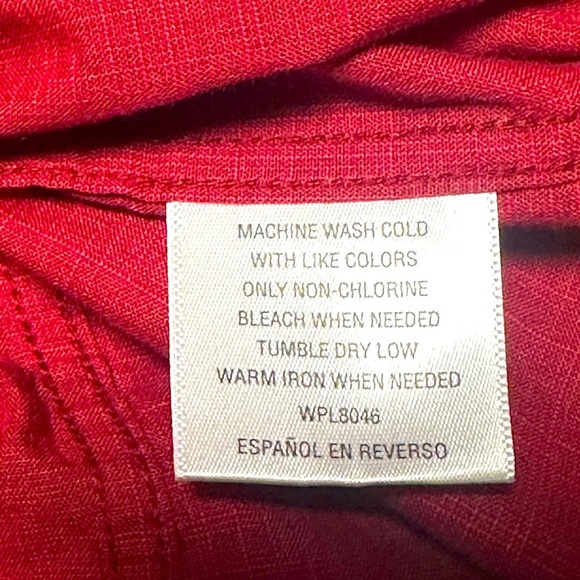 MACHINE WASH COLD
WITH LIKE COLORS
ONLY NON-CHLORINE
BLEACH WHEN NEEDED
TUMBLE DRY LOW
WARM IRON WHEN NEEDED
WPL8046
ESPAÑOL EN REVERSO